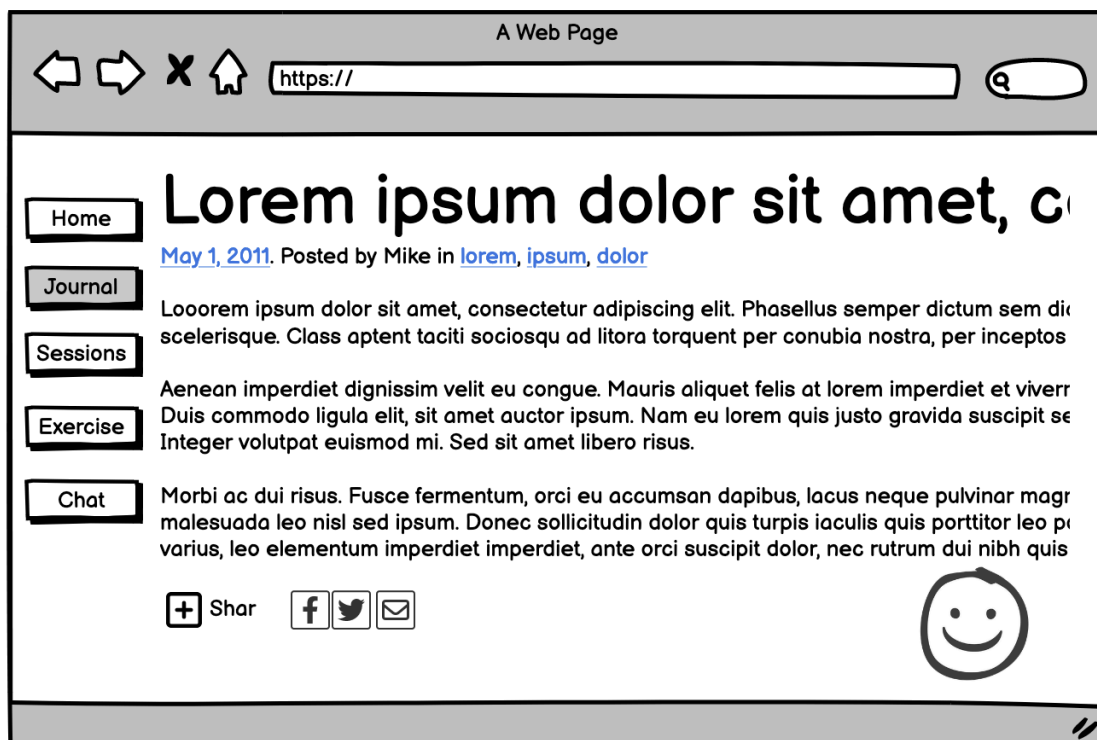 A Web Page
https://
Home
Journal
Sessions
Exercise
Chat
Lorem ipsum dolor sit amet,
May 1, 2011. Posted by Mike in lorem, ipsum, dolor
Looorem ipsum dolor sit amet, consectetur adipiscing elit. Phasellus semper dictum sem
scelerisque. Class aptent taciti sociosqu ad litora torquent per conubia nostra, per inceptos
Aenean imperdiet dignissim velit eu congue. Mauris aliquet felis at lorem imperdiet et
Duis commodo ligula elit, sit amet auctor ipsum. Nam eu lorem quis justo gravida suscipit
Integer volutpat euismod mi. Sed sit amet libero risus.
Morbi ac dui risus. Fusce fermentum, orci eu accumsan dapibus, lacus neque pulvinar
malesuada leo nisl sed ipsum. Donec sollicitudin dolor quis turpis iaculis quis porttitor leo
varius, leo elementum imperdiet imperdiet, ante orci suscipit dolor, nec rutrum dui nibh quis
Shar